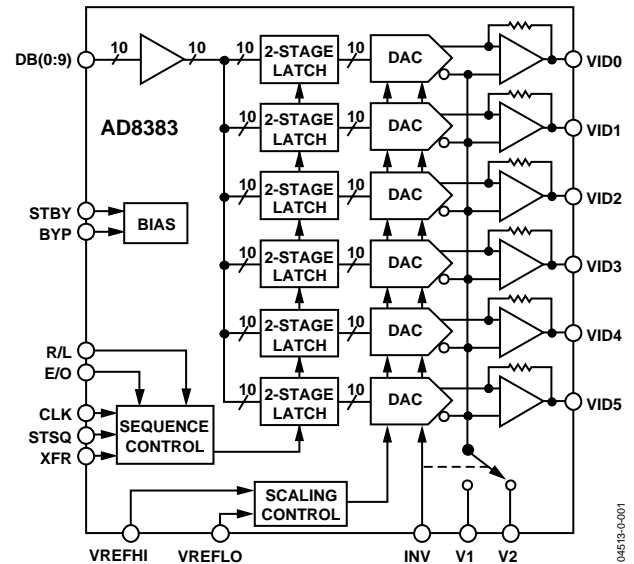 DB(0:9)
10
10
2-STAGE
LATCH
10
DAC
VID0
AD8383
10
2-STAGE
LATCH
10
DAC
VID1
10
2-STAGE
LATCH
10
DAC
VID2
STBY
BYP
BIAS
10
2-STAGE
LATCH
10
DAC
VID3
10
2-STAGE
LATCH
10
DAC
VID4
R/L
E/O
10
2-STAGE
LATCH
10
DAC
VID5
CLK
STSQ
XFR
SEQUENCE
CONTROL
SCALING
CONTROL
VREFHI
VREFLO
INV
V1
V2
04513-0-001